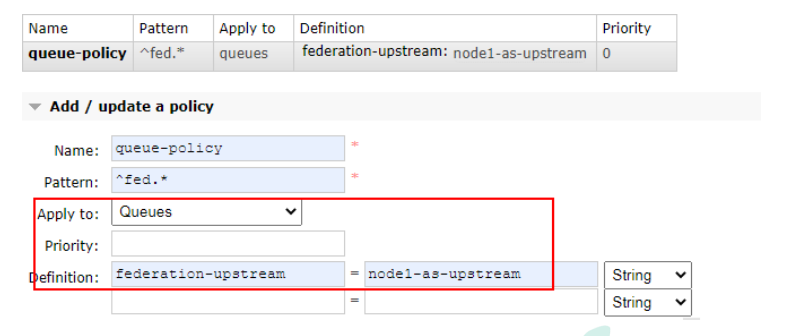 Name Pattern Apply to Definition Priority
queue-policy ^fed.* queues federation-upstream: node1-as-upstream 0
Add / update a policy
Name: queue-policy *
Pattern: ^fed.* *
Apply to: Queues
Priority:
Definition: federation-upstream = node1-as-upstream String
= String